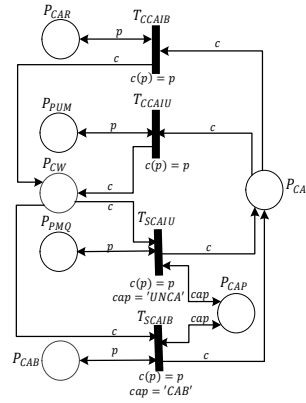 P_CAR
T_CCAIB
p
c
c
c(p) = p
P_PUM
T_CCAIU
p
c
c(p) = p
P_CW
c
c
P_CA
P_PMQ
T_SCAIU
p
c
c(p) = p
cap = 'UNCA'
cap
P_CAP
c
T_SCAIB
cap
P_CAB
p
c
c(p) = p
cap = 'CAB'